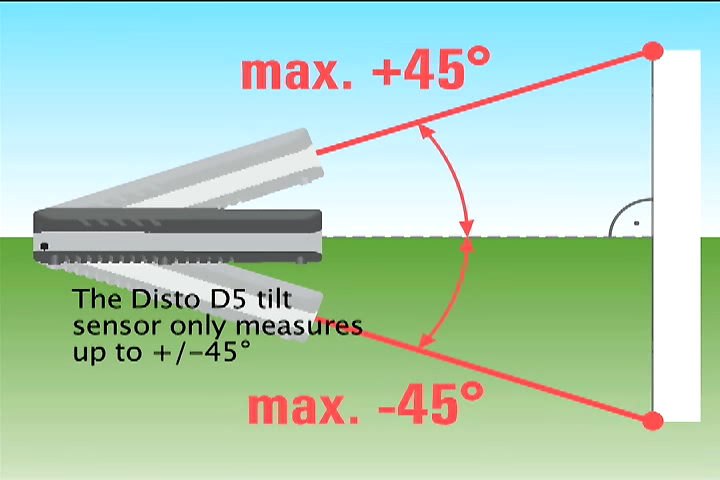 max. +45°
The Disto D5 tilt
sensor only measures
up to +/-45°
max. -45°